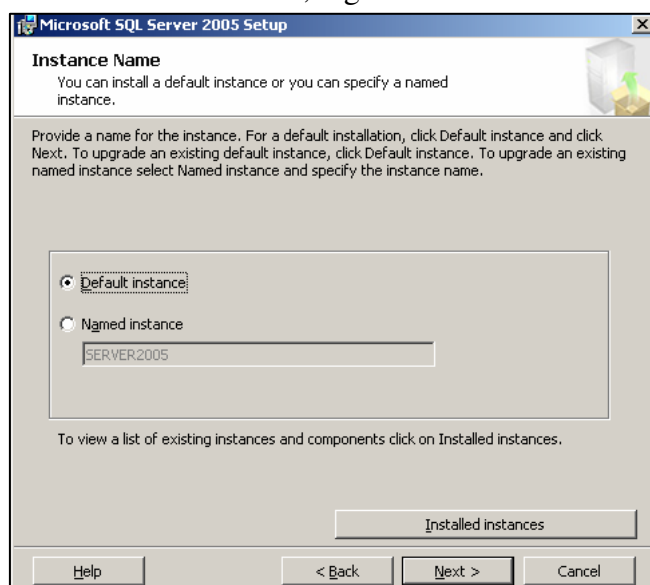 Microsoft SQL Server 2005 Setup
Instance Name
You can install a default instance or you can specify a named
instance.
Provide a name for the instance. For a default installation, click Default instance and click
Next. To upgrade an existing default instance, click Default instance. To upgrade an existing
named instance select Named instance and specify the instance name.
Default instance
Named instance
SERVER2005
To view a list of existing instances and components click on Installed instances.
Installed instances
Help
< Back
Next >
Cancel